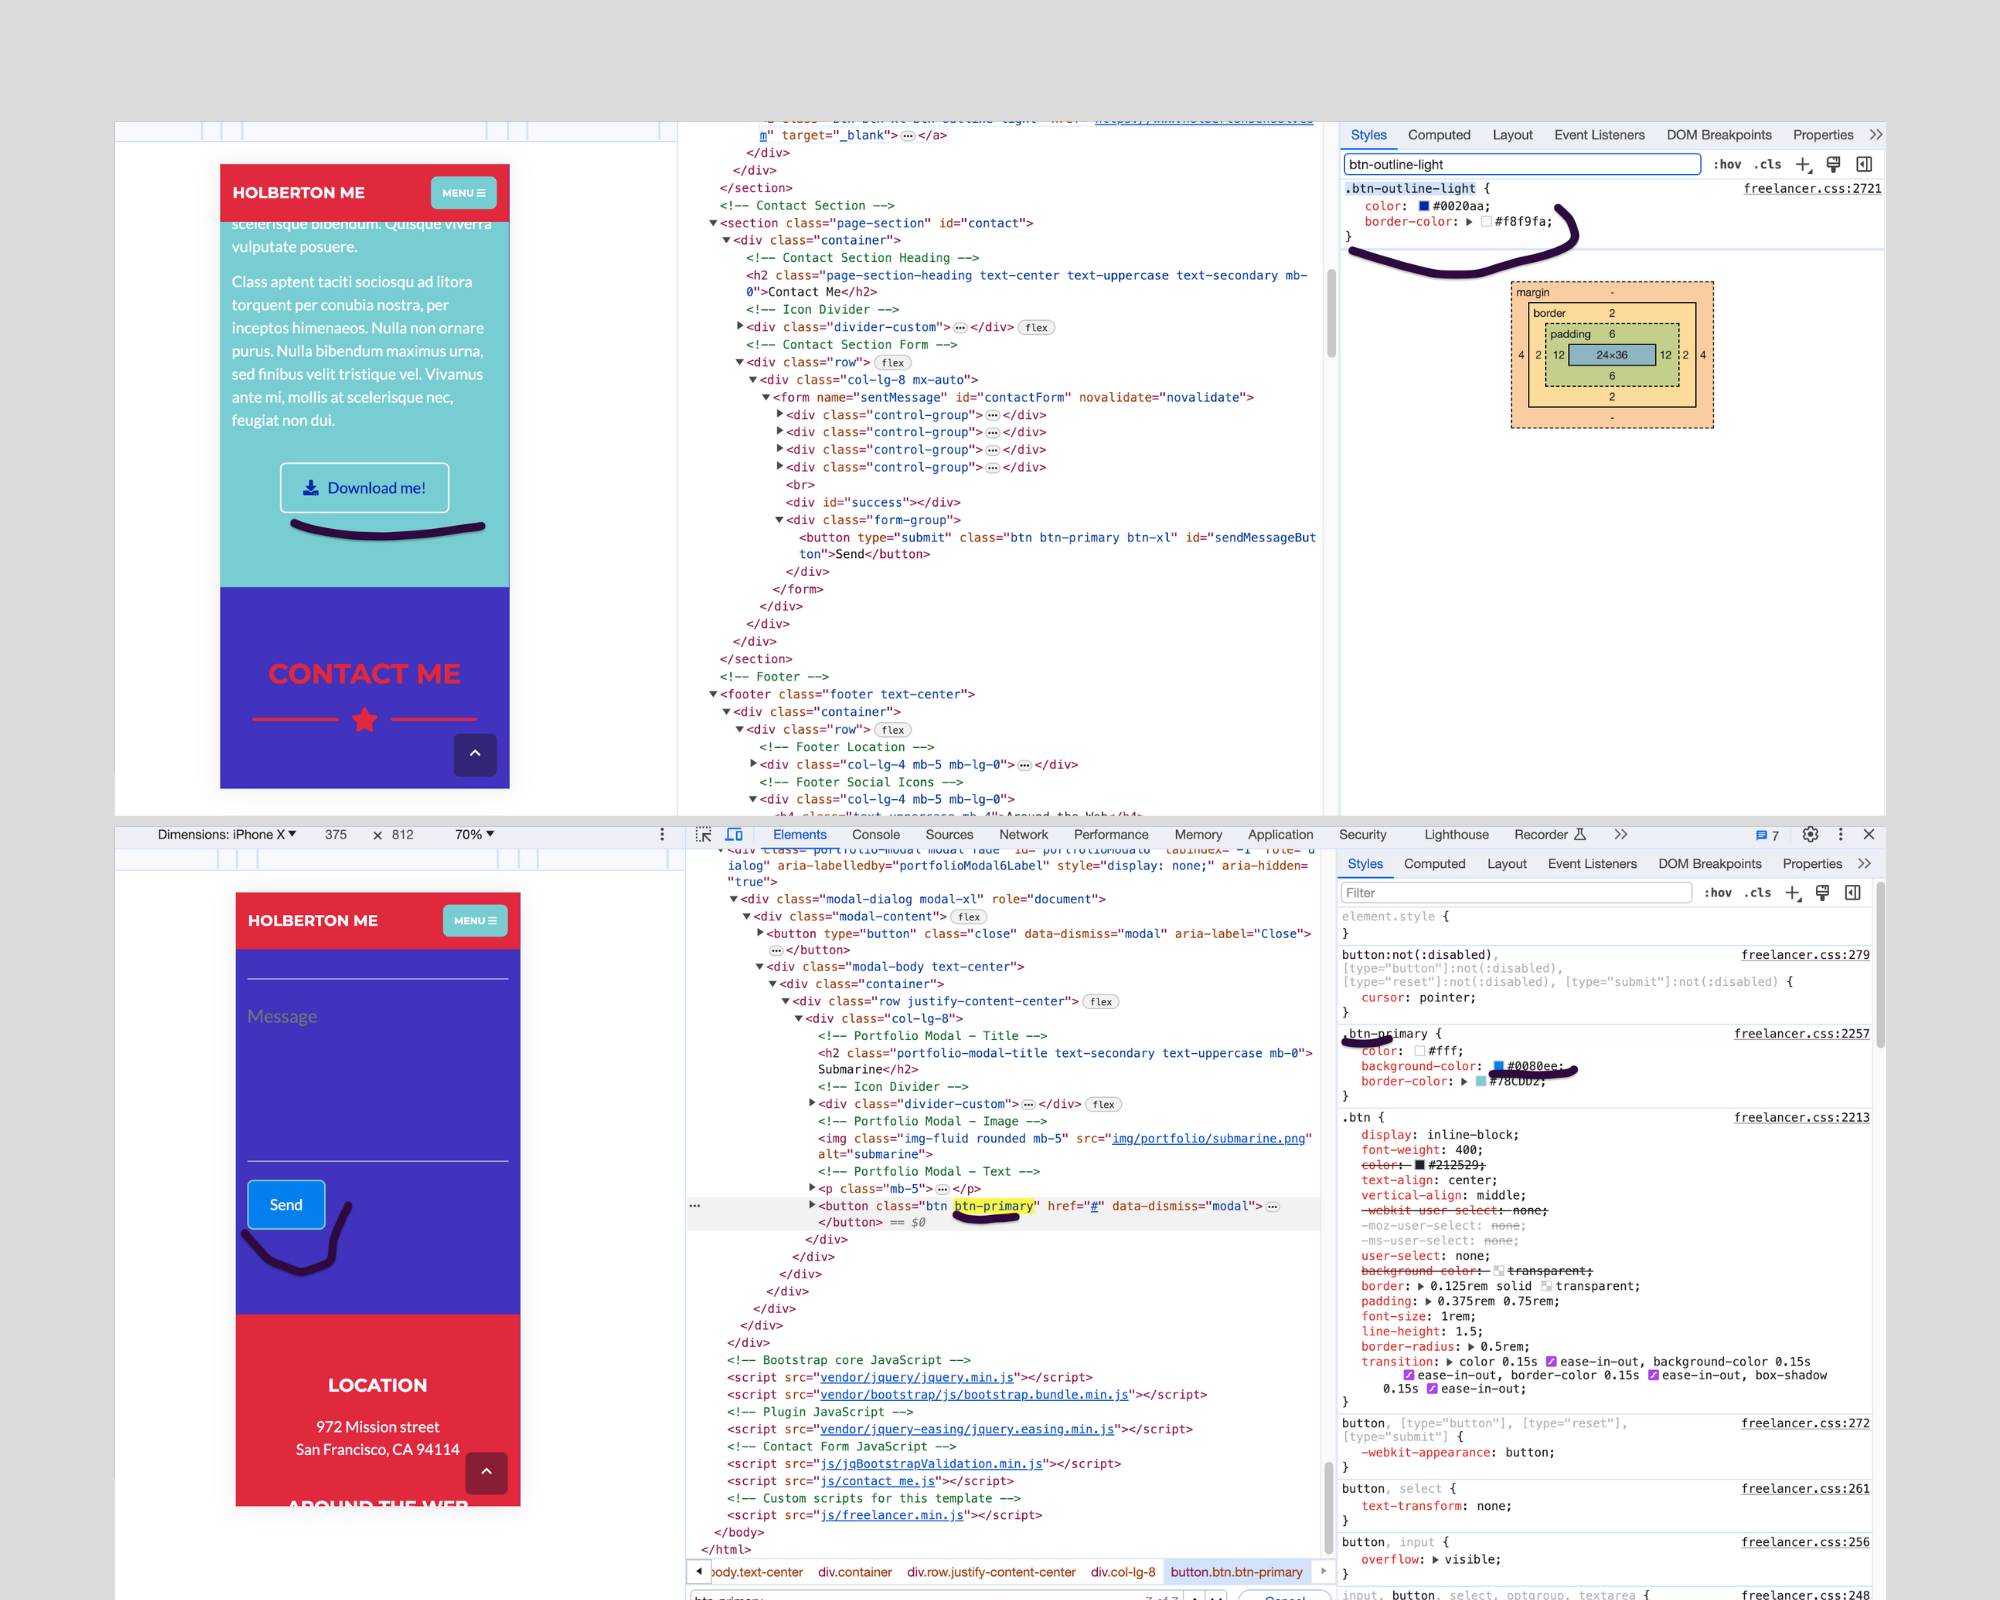 m" target="_blank">…</a>
</div>
</div>
</section>
<!-- Contact Section -->
<section class="page-section" id="contact">
<div class="container">
<!-- Contact Section Heading -->
<h2 class="page-section-heading text-center text-uppercase text-secondary mb-
0">Contact Me</h2>
<!-- Icon Divider -->
<div class="divider-custom">…</div> flex
<!-- Contact Section Form -->
<div class="row"> flex
<div class="col-lg-8 mx-auto">
<form name="sentMessage" id="contactForm" novalidate="novalidate">
<div class="control-group">…</div>
<div class="control-group">…</div>
<div class="control-group">…</div>
<div class="control-group">…</div>
<br>
<div id="success"></div>
<div class="form-group">
<button type="submit" class="btn btn-primary btn-xl" id="sendMessageBut
ton">Send</button>
</div>
</form>
</div>
</div>
</div>
</section>
<!-- Footer -->
<footer class="footer text-center">
<div class="container">
<div class="row"> flex
<!-- Footer Location -->
<div class="col-lg-4 mb-5 mb-lg-0">…</div>
<!-- Footer Social Icons -->
<div class="col-lg-4 mb-5 mb-lg-0">
HOLBERTON ME
MENU
scelerisque bibendum. Quisque viverra
vulputate posuere.
Class aptent taciti sociosqu ad litora
torquent per conubia nostra, per
inceptos himenaeos. Nulla non ornare
purus. Nulla bibendum maximus urna,
sed finibus velit tristique vel. Vivamus
ante mi, mollis at scelerisque nec,
feugiat non dui.
Download me!
CONTACT ME
Styles Computed Layout Event Listeners DOM Breakpoints Properties
btn-outline-light
:hov .cls
.btn-outline-light {
freelancer.css:2721
color: #0020aa;
border-color: #f8f9fa;
}
margin -
border 2
padding 6
4 2 12 24×36 12 2 4
6
2
-
Dimensions: iPhone X 375 × 812 70%
Elements Console Sources Network Performance Memory Application Security Lighthouse Recorder 7
HOLBERTON ME
MENU
Message
Send
LOCATION
972 Mission street
San Francisco, CA 94114
AROUND THE WEB
ialog" aria-labelledby="portfolioModal6Label" style="display: none;" aria-hidden=
"true">
<div class="modal-dialog modal-xl" role="document">
<div class="modal-content"> flex
<button type="button" class="close" data-dismiss="modal" aria-label="Close">
…</button>
<div class="modal-body text-center">
<div class="container">
<div class="row justify-content-center"> flex
<div class="col-lg-8">
<!-- Portfolio Modal - Title -->
<h2 class="portfolio-modal-title text-secondary text-uppercase mb-0">
Submarine</h2>
<!-- Icon Divider -->
<div class="divider-custom">…</div> flex
<!-- Portfolio Modal - Image -->
<img class="img-fluid rounded mb-5" src="img/portfolio/submarine.png"
alt="submarine">
<!-- Portfolio Modal - Text -->
<p class="mb-5">…</p>
<button class="btn btn-primary" href="#" data-dismiss="modal">…
</button> == $0
</div>
</div>
</div>
</div>
</div>
</div>
</div>
<!-- Bootstrap core JavaScript -->
<script src="vendor/jquery/jquery.min.js"></script>
<script src="vendor/bootstrap/js/bootstrap.bundle.min.js"></script>
<!-- Plugin JavaScript -->
<script src="vendor/jquery-easing/jquery.easing.min.js"></script>
<!-- Contact Form JavaScript -->
<script src="js/jqBootstrapValidation.min.js"></script>
<script src="js/contact_me.js"></script>
<!-- Custom scripts for this template -->
<script src="js/freelancer.min.js"></script>
</body>
</html>
body.text-center div.container div.row.justify-content-center div.col-lg-8 button.btn.btn-primary
Styles Computed Layout Event Listeners DOM Breakpoints Properties
Filter
:hov .cls
element.style {
}
button:not(:disabled),
freelancer.css:279
[type="button"]:not(:disabled),
[type="reset"]:not(:disabled), [type="submit"]:not(:disabled) {
cursor: pointer;
}
.btn-primary {
freelancer.css:2257
color: #fff;
background-color: #0080ee;
border-color: #78CDD2;
}
.btn {
freelancer.css:2213
display: inline-block;
font-weight: 400;
color: #212529;
text-align: center;
vertical-align: middle;
-webkit-user-select: none;
-moz-user-select: none;
-ms-user-select: none;
user-select: none;
background-color: transparent;
border: 0.125rem solid transparent;
padding: 0.375rem 0.75rem;
font-size: 1rem;
line-height: 1.5;
border-radius: 0.5rem;
transition: color 0.15s ease-in-out, background-color 0.15s
ease-in-out, border-color 0.15s ease-in-out, box-shadow
0.15s ease-in-out;
}
button, [type="button"], [type="reset"],
freelancer.css:272
[type="submit"] {
-webkit-appearance: button;
}
button, select {
freelancer.css:261
text-transform: none;
}
button, input {
freelancer.css:256
overflow: visible;
}
input, button, select, optgroup, textarea {
freelancer.css:248